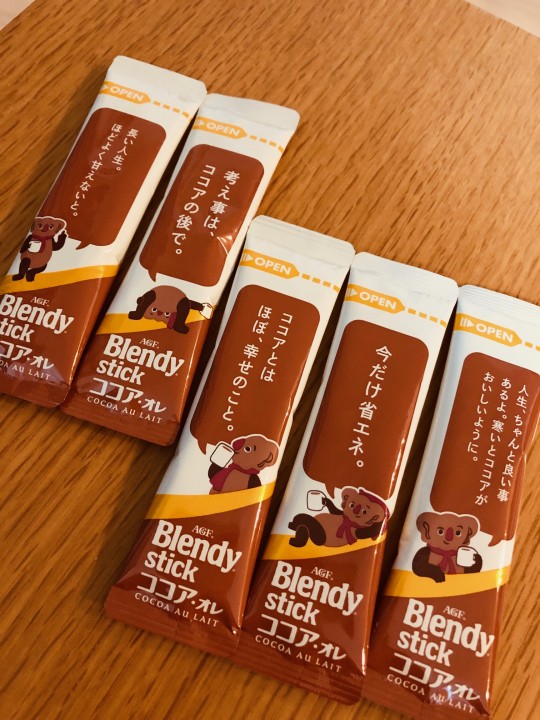 OPEN
長い人生。
ほどよく甘えないと。
AGF
Blendy
stick
ココア・オレ
COCOA AU LAIT
OPEN
考え事は、
ココアの後で。
AGF
Blendy
stick
ココア・オレ
COCOA AU LAIT
OPEN
ココアとは
ほぼ、幸せのこと。
AGF
Blendy
stick
ココア・オレ
COCOA AU LAIT
OPEN
今だけ省エネ。
AGF
Blendy
stick
ココア・オレ
COCOA AU LAIT
OPEN
人生、ちゃんと良い事
あるよ。寒いとココアが
おいしいように。
AGF
Blendy
stick
ココア・オレ
COCOA AU LAIT